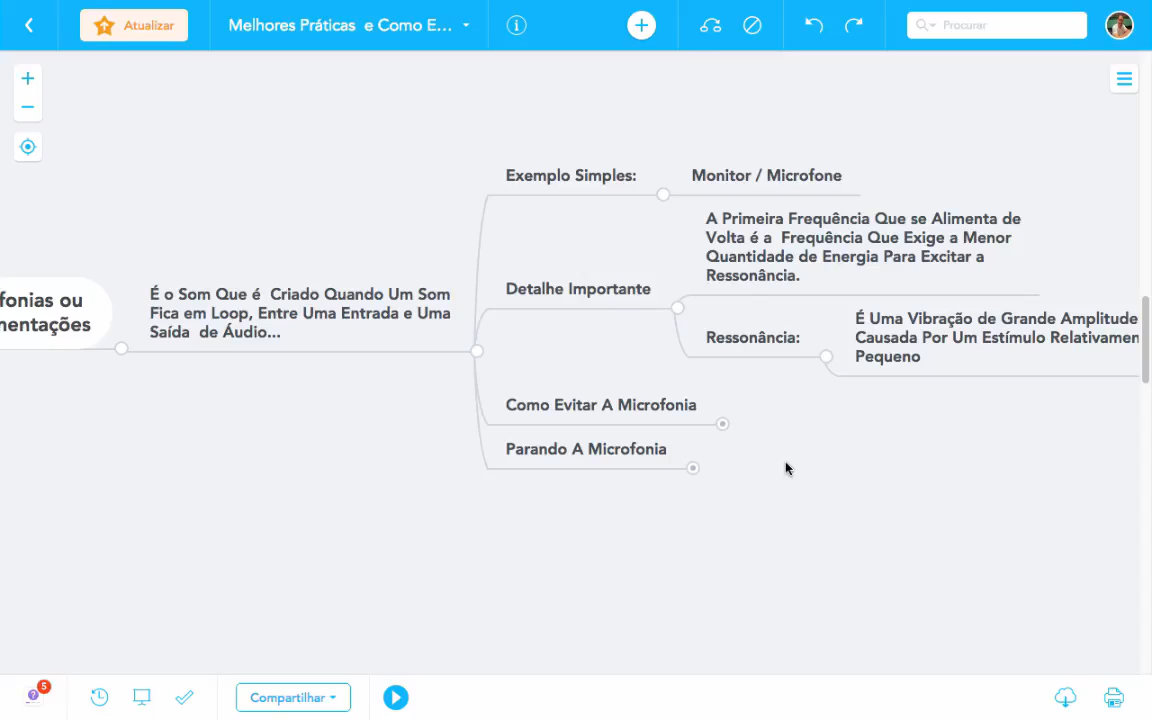 Atualizar
Melhores Práticas e Como E...
Procurar
Exemplo Simples:
Monitor / Microfone
A Primeira Frequência Que se Alimenta de
Volta é a Frequência Que Exige a Menor
Quantidade de Energia Para Excitar a
Ressonância.
Detalhe Importante
fonias ou
nentações
É o Som Que é Criado Quando Um Som
Fica em Loop, Entre Uma Entrada e Uma
Saída de Áudio...
Ressonância:
É Uma Vibração de Grande Amplitude
Causada Por Um Estímulo Relativamen
Pequeno
Como Evitar A Microfonia
Parando A Microfonia
5
Compartilhar